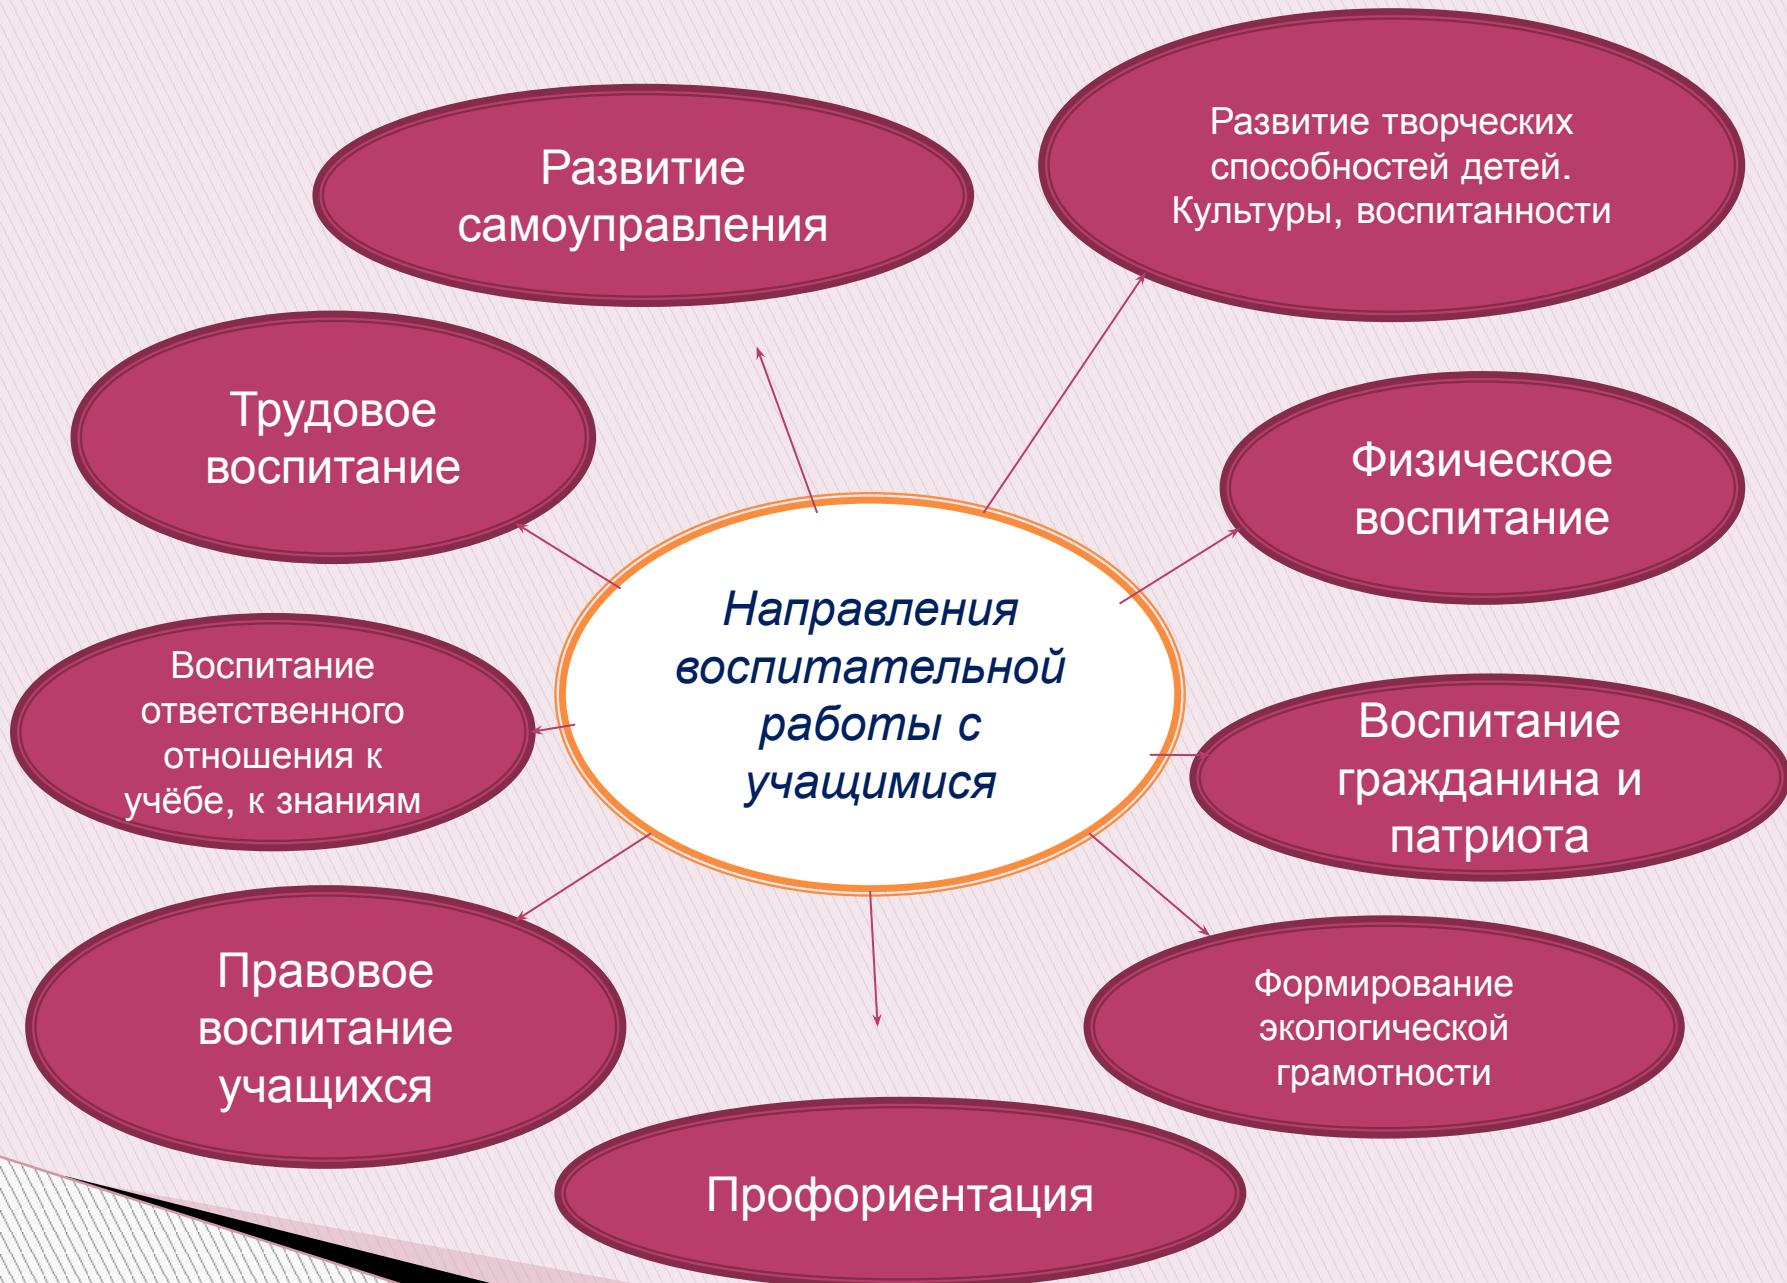 Развитие
самоуправления
Развитие творческих
способностей детей.
Культуры, воспитанности
Трудовое
воспитание
Физическое
воспитание
Направления
воспитательной
работы с
учащимися
Воспитание
ответственного
отношения к
учёбе, к знаниям
Воспитание
гражданина и
патриота
Правовое
воспитание
учащихся
Формирование
экологической
грамотности
Профориентация